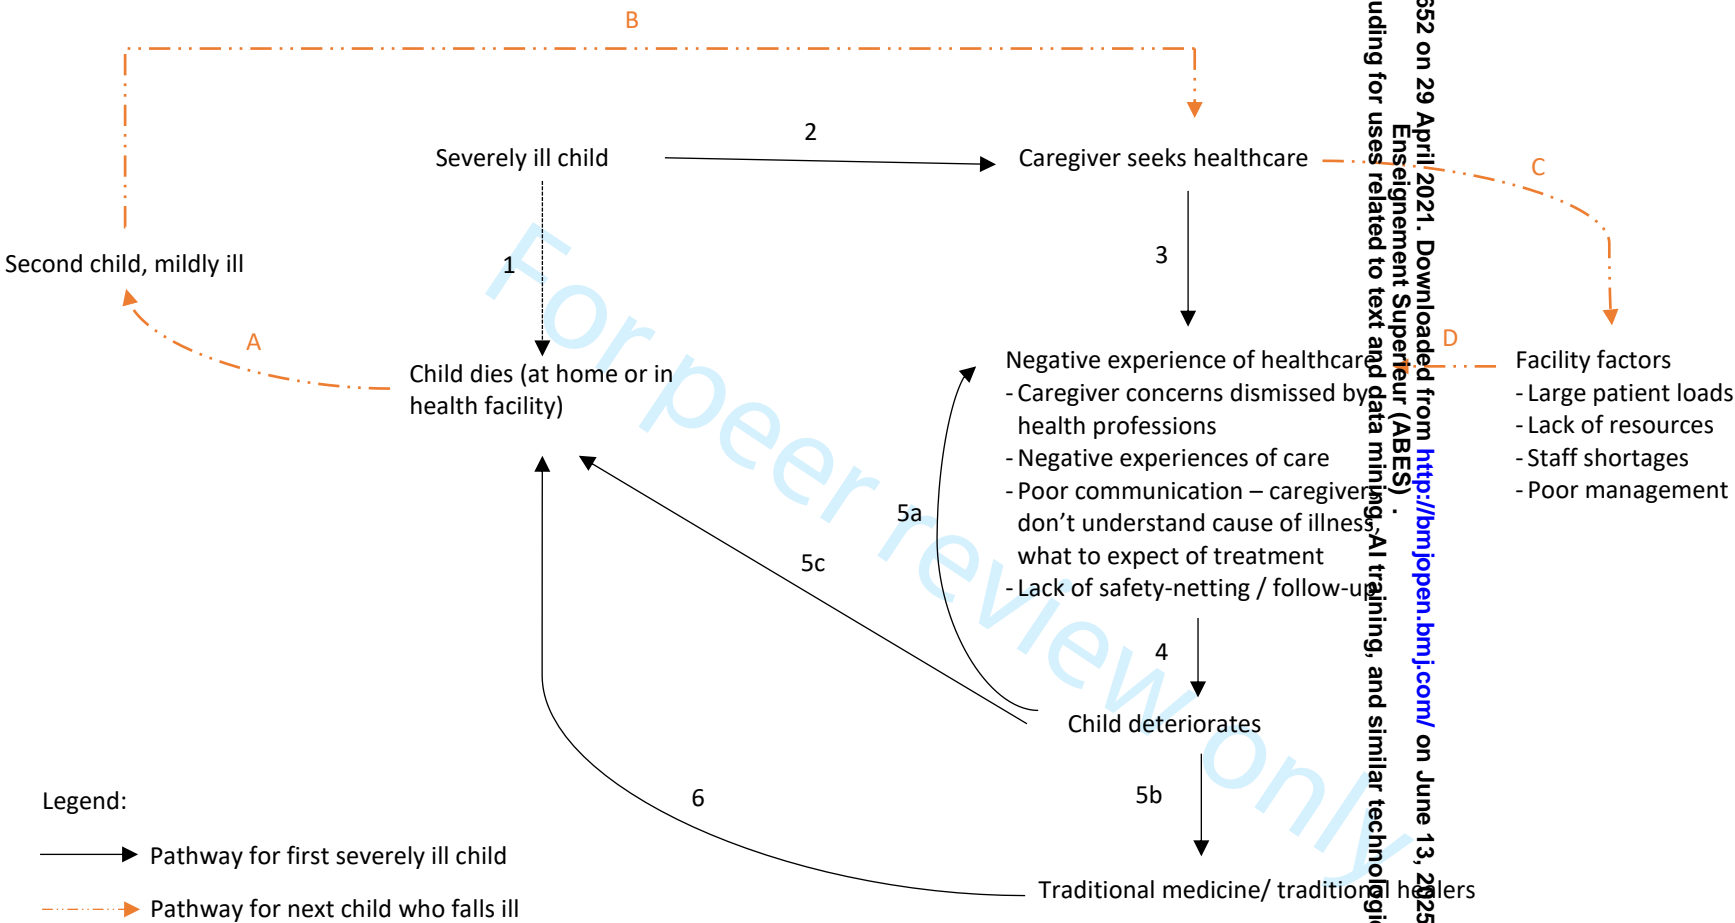 B
2
Severely ill child
Caregiver seeks healthcare
C
Second child, mildly ill
1
3
A
D
Child dies (at home or in
health facility)
Negative experience of healthcare
- Caregiver concerns dismissed by
health professions
- Negative experiences of care
- Poor communication – caregivers
don’t understand cause of illness,
what to expect of treatment
- Lack of safety-netting / follow-up
Facility factors
- Large patient loads
- Lack of resources
- Staff shortages
- Poor management
5a
5c
4
Child deteriorates
5b
6
Traditional medicine/ traditional healers
Legend:
Pathway for first severely ill child
Pathway for next child who falls ill
For peer review only
652 on 29 April 2021. Downloaded from http://bmjopen.bmj.com/ on June 13, 2025
Enseignement Superieur (ABES) .
uding for uses related to text and data mining, AI training, and similar